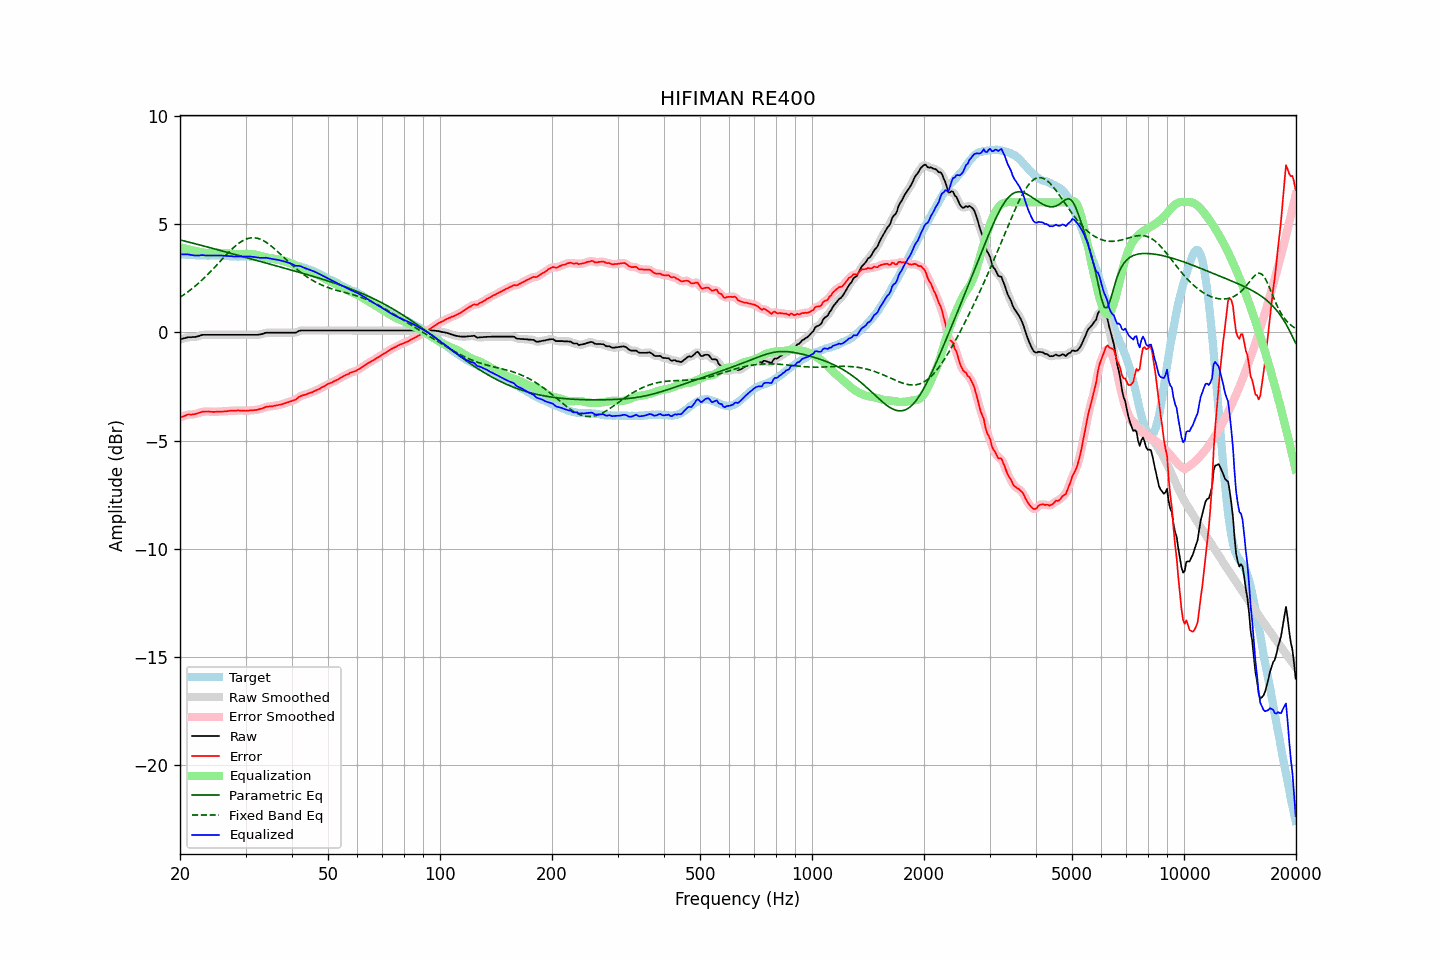 HIFIMAN RE400
Amplitude (dBr)
10
5
0
−5
−10
−15
−20
Target
Raw Smoothed
Error Smoothed
Raw
Error
Equalization
Parametric Eq
Fixed Band Eq
Equalized
20 50 100 200 500 1000 2000 5000 10000 20000
Frequency (Hz)